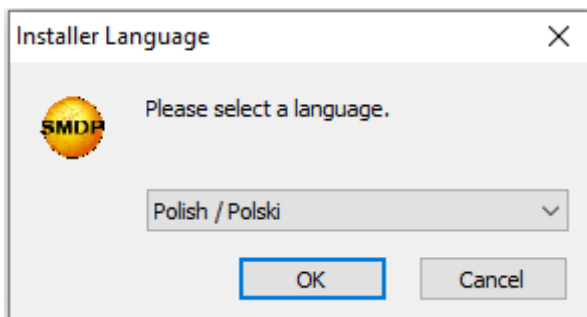 Installer Language
SMDP
Please select a language.
Polish / Polski
OK
Cancel